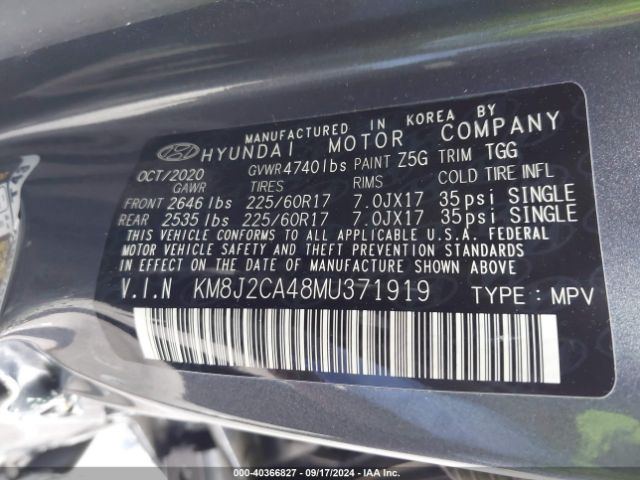 MANUFACTURED IN KOREA BY
HYUNDAI MOTOR COMPANY
OCT/2020 GVWR 4740lbs PAINT Z5G TRIM TGG
GAWR TIRES RIMS COLD TIRE INFL
FRONT 2646 lbs 225/60R17 7.0JX17 35psi SINGLE
REAR 2535 lbs 225/60R17 7.0JX17 35psi SINGLE
THIS VEHICLE CONFORMS TO ALL APPLICABLE U.S.A. FEDERAL
MOTOR VEHICLE SAFETY AND THEFT PREVENTION STANDARDS
IN EFFECT ON THE DATE OF MANUFACTURE SHOWN ABOVE.
V.I.N KM8J2CA48MU371919 TYPE : MPV
000-40366827 - 09/17/2024 - IAA, LLC